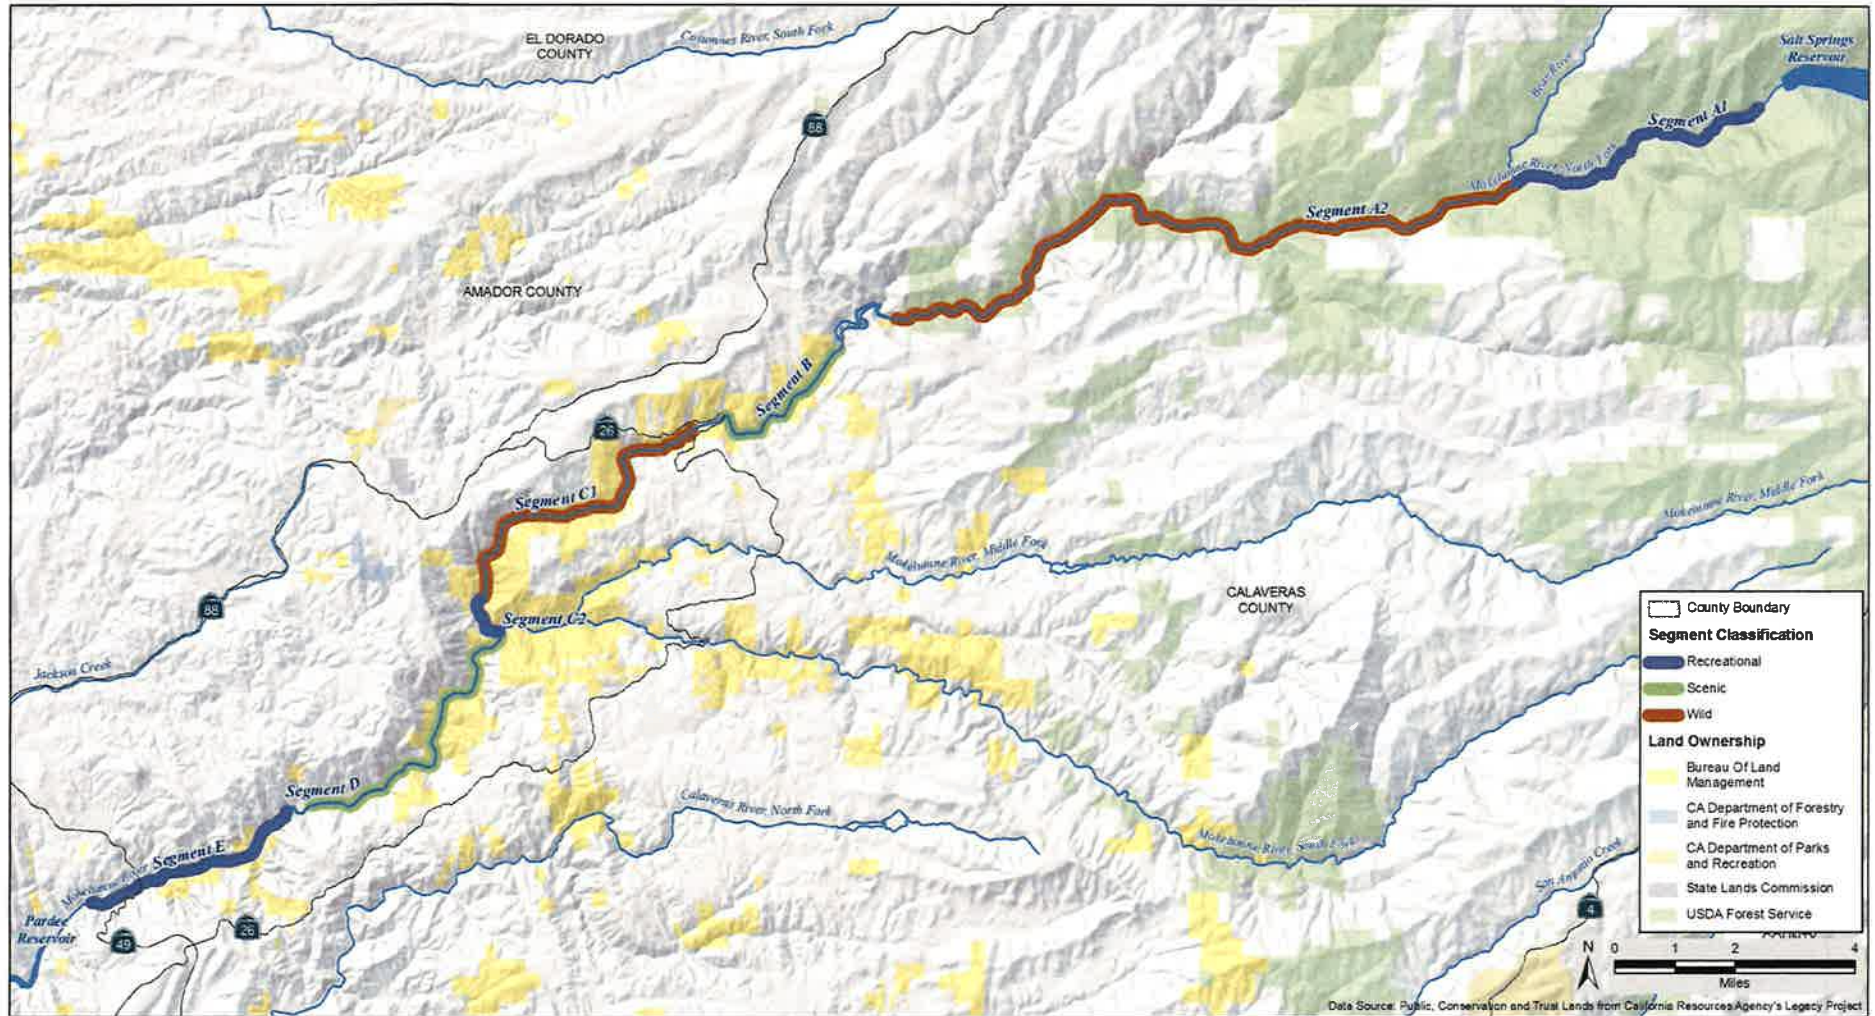 EL DORADO
COUNTY
Cosumnes River, South Fork
Salt Springs
Reservoir
Bear River
88
Segment A1
Mokelumne River, North Fork
Segment A2
AMADOR COUNTY
Segment B
26
Segment C1
Mokelumne River, Middle Fork
Mokelumne River, Middle Fork
CALAVERAS
COUNTY
88
Segment C2
Jackson Creek
Segment D
Calaveras River, North Fork
Mokelumne River, South Fork
Segment E
Mokelumne River
San Antonio Creek
Pardee
Reservoir
49
26
4
County Boundary
Segment Classification
Recreational
Scenic
Wild
Land Ownership
Bureau Of Land
Management
CA Department of Forestry
and Fire Protection
CA Department of Parks
and Recreation
State Lands Commission
USDA Forest Service
N
0 1 2 4
Miles
Data Source: Public, Conservation and Trust Lands from California Resources Agency's Legacy Project